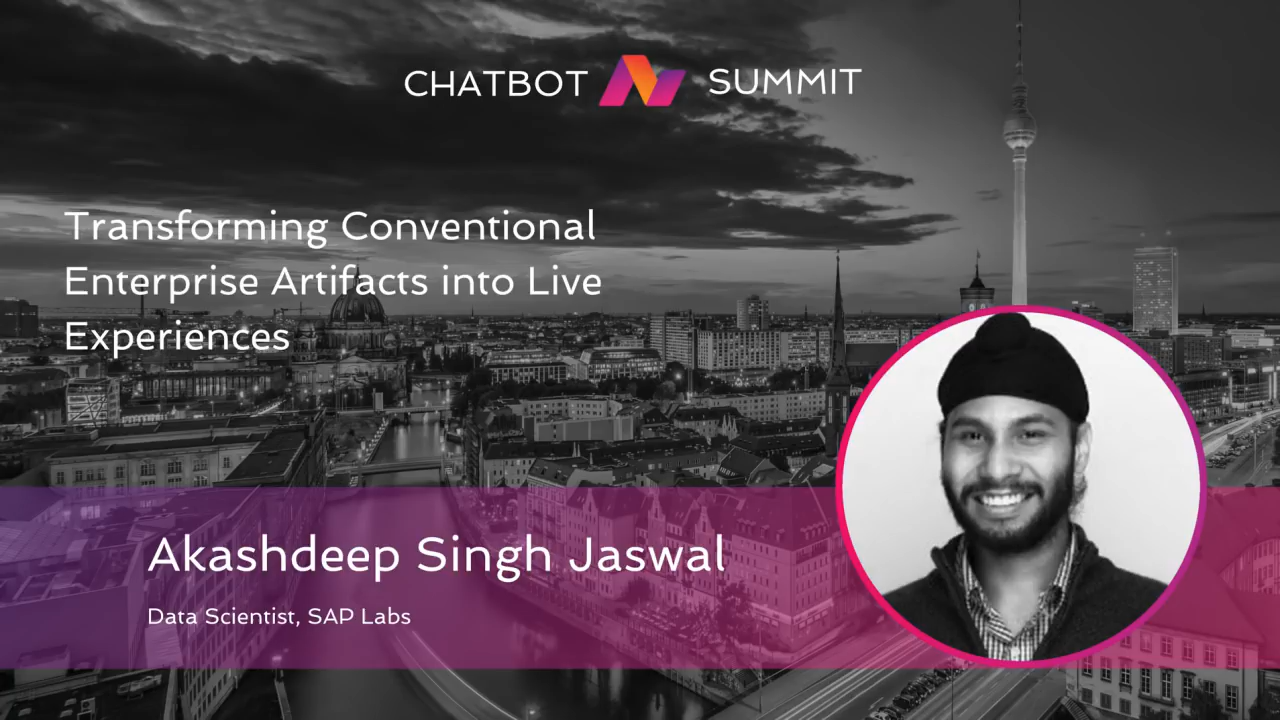 CHATBOT SUMMIT
Transforming Conventional
Enterprise Artifacts into Live
Experiences
Akashdeep Singh Jaswal
Data Scientist, SAP Labs